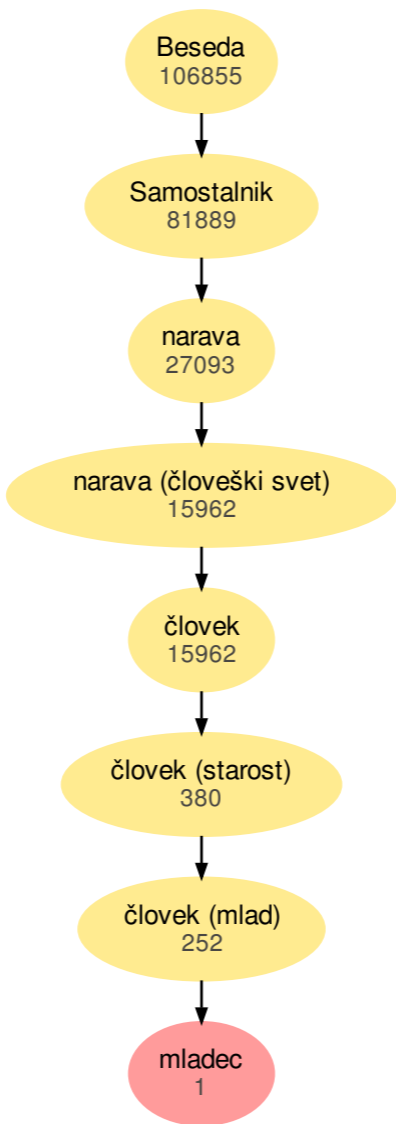 Beseda
106855
Samostalnik
81889
narava
27093
narava (človeški svet)
15962
človek
15962
človek (starost)
380
človek (mlad)
252
mladec
1